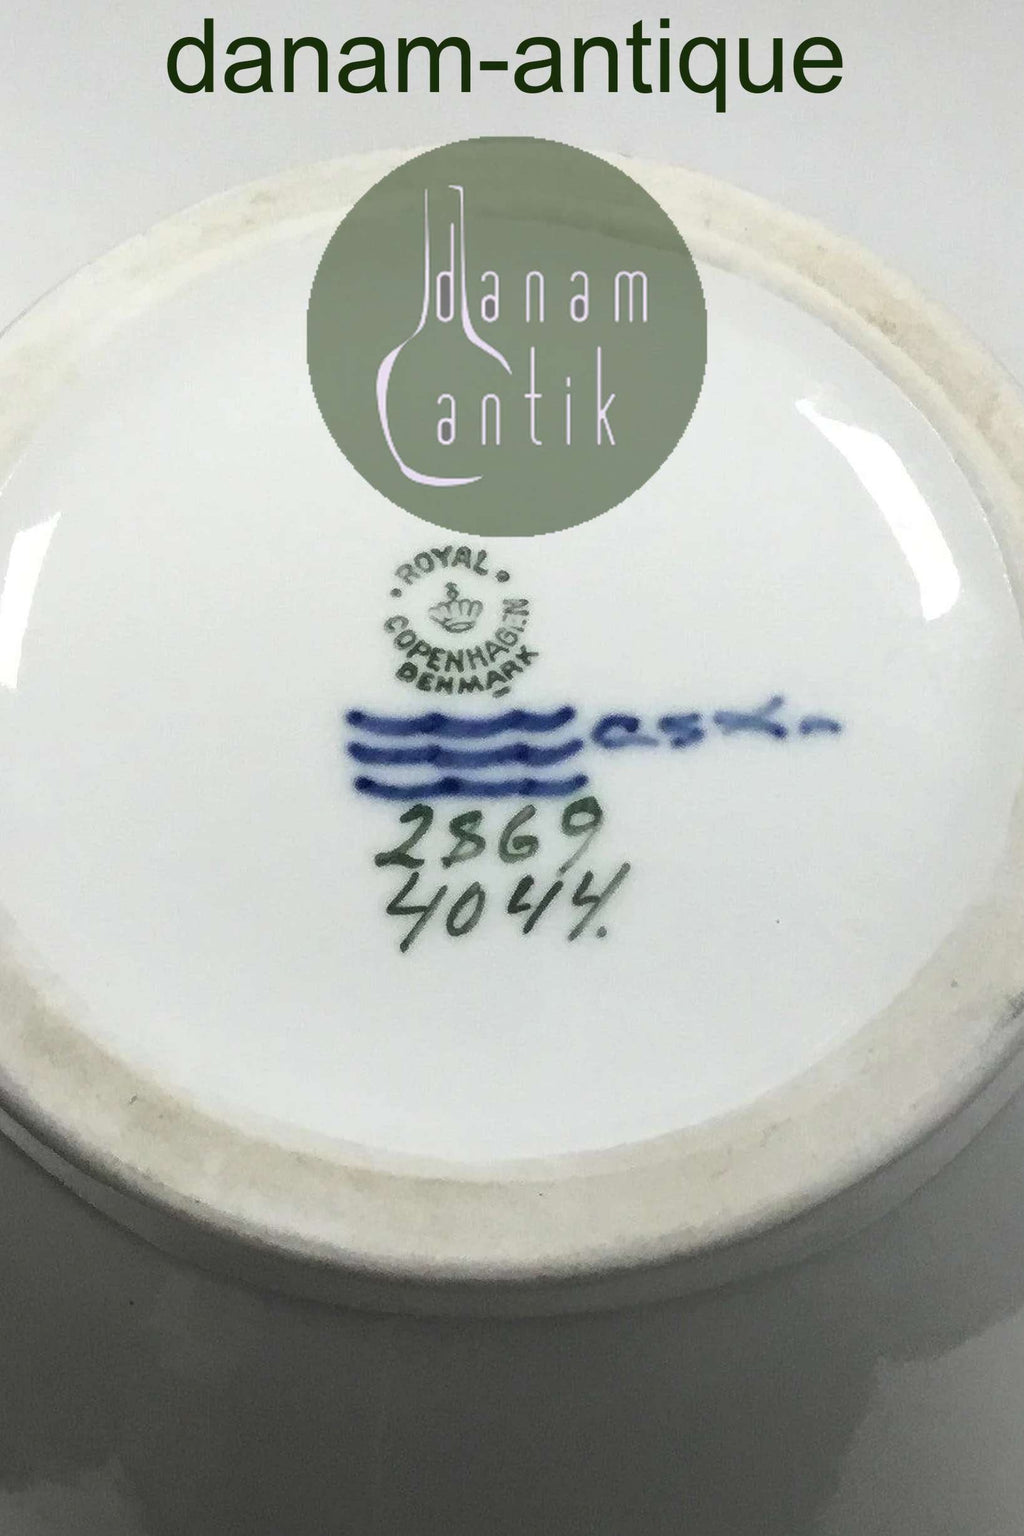 danam-antique
danam
antik
ROYAL
COPENHAGEN
DENMARK
2869
4044.